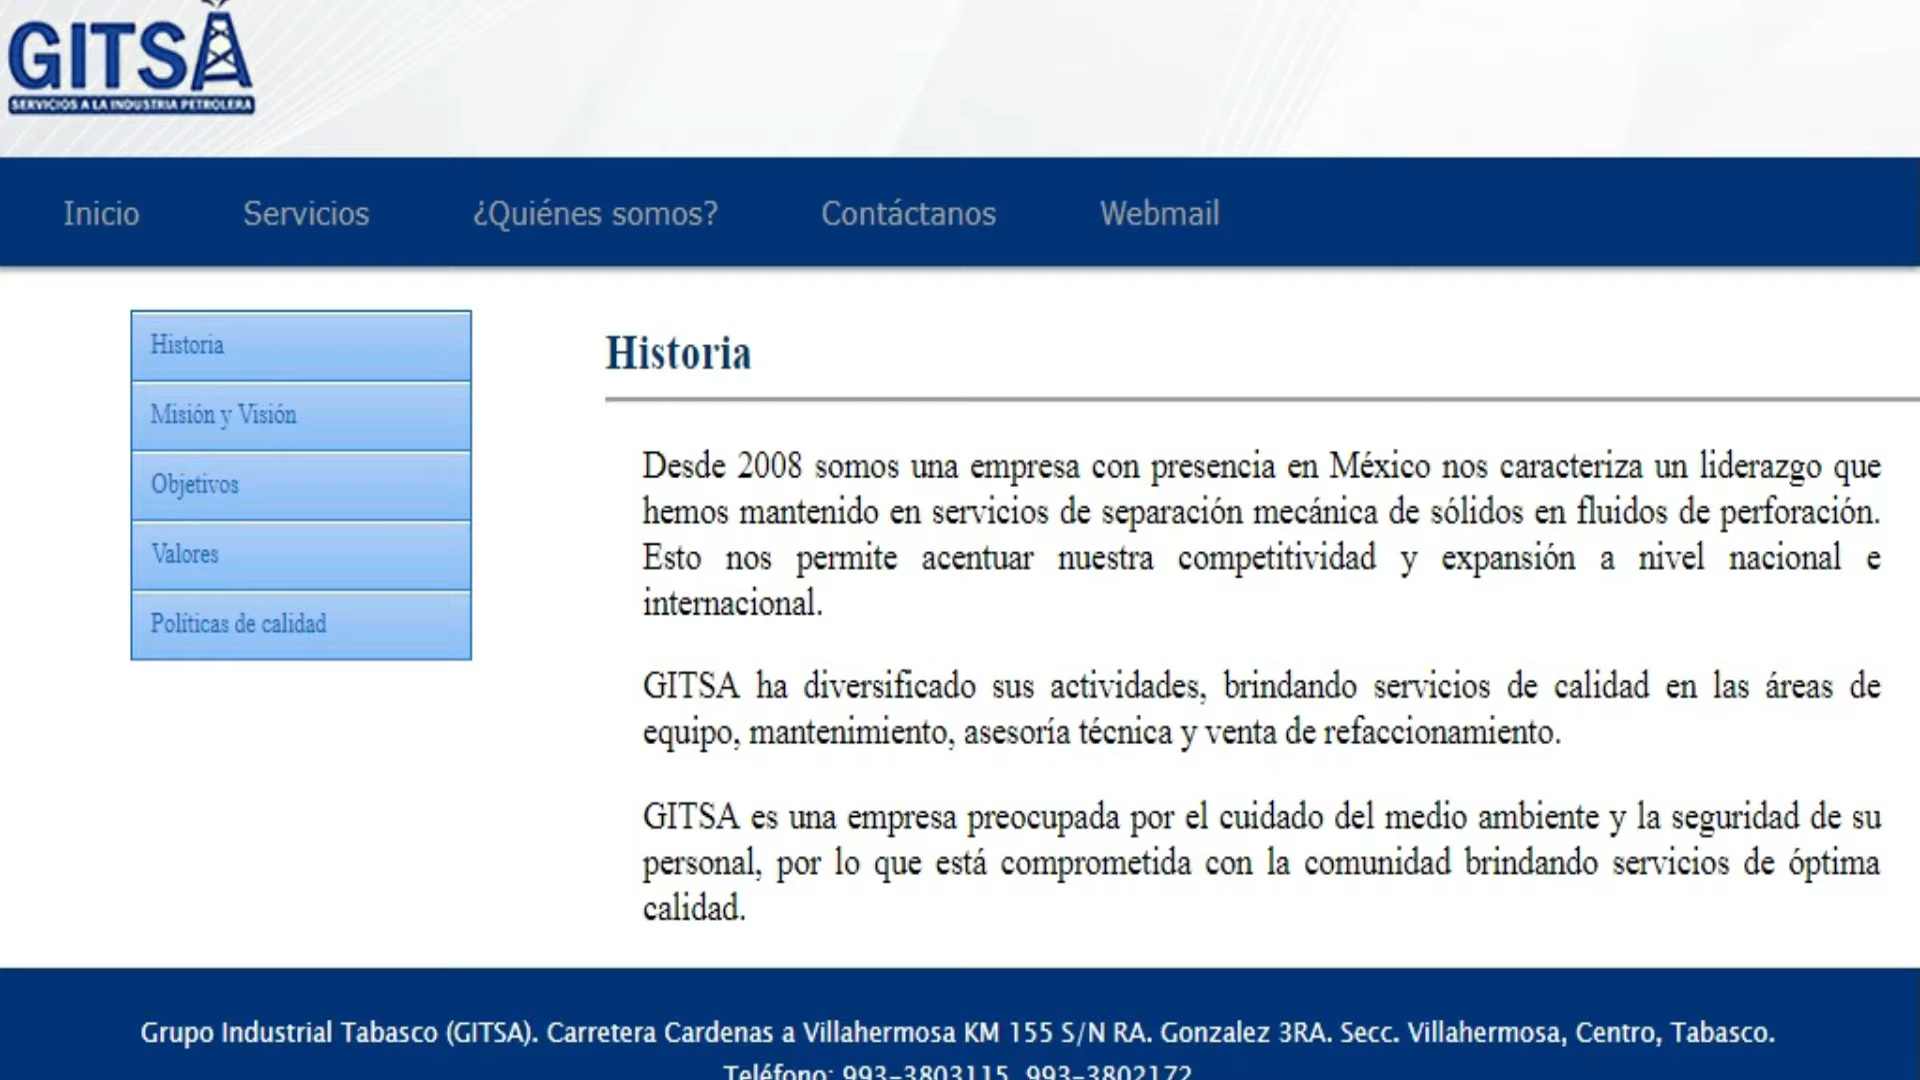 GITSA
SERVICIOS A LA INDUSTRIA PETROLERA
Inicio Servicios ¿Quiénes somos? Contáctanos Webmail
Historia
Misión y Visión
Objetivos
Valores
Políticas de calidad
Historia
Desde 2008 somos una empresa con presencia en México nos caracteriza un liderazgo que
hemos mantenido en servicios de separación mecánica de sólidos en fluidos de perforación.
Esto nos permite acentuar nuestra competitividad y expansión a nivel nacional e
internacional.
GITSA ha diversificado sus actividades, brindando servicios de calidad en las áreas de
equipo, mantenimiento, asesoría técnica y venta de refaccionamiento.
GITSA es una empresa preocupada por el cuidado del medio ambiente y la seguridad de su
personal, por lo que está comprometida con la comunidad brindando servicios de óptima
calidad.
Grupo Industrial Tabasco (GITSA). Carretera Cardenas a Villahermosa KM 155 S/N RA. Gonzalez 3RA. Secc. Villahermosa, Centro, Tabasco.
Teléfono: 993-3803115, 993-3802172